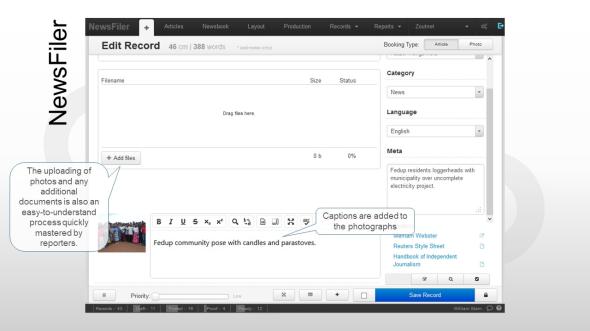 NewsFiler
NewsFiler + Articles Newsbook Layout Production Records Reports Zoutnet
Edit Record 46 cm | 388 words
Booking Type: Article Photo
Category
Filename Size Status
News
Drag files here.
Language
English
Meta
+ Add files 0 b 0%
Fedup residents loggerheads with
municipality over uncomplete
electricity project.
The uploading of
photos and any
additional
documents is also an
easy-to-understand
process quickly
mastered by
reporters.
B I U S x₂ x²
Captions are added to
the photographs
Fedup community pose with candles and parastoves.
Merriam Webster
Reuters Style Street
Handbook of Independent
Journalism
Priority: Low
Save Record